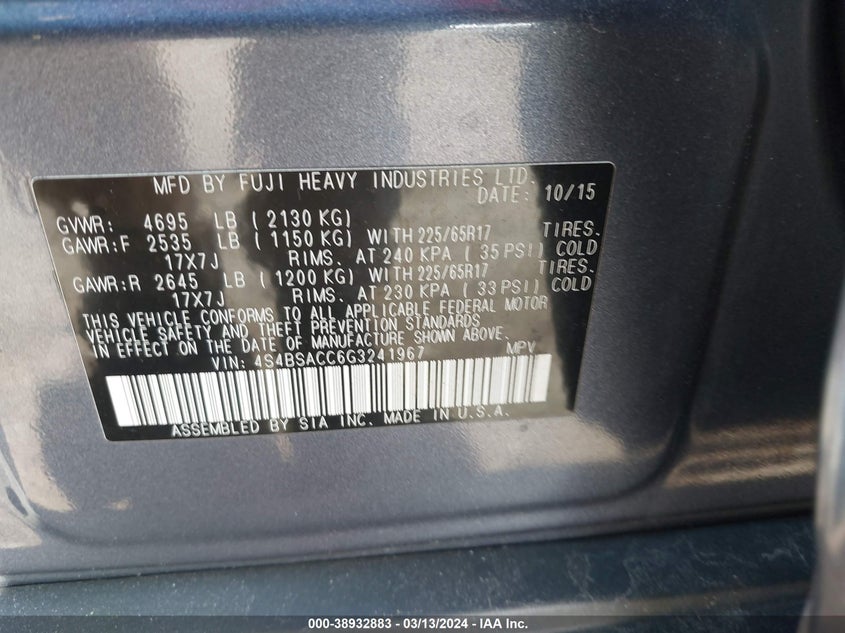 MFD BY FUJI HEAVY INDUSTRIES LTD.
DATE: 10/15
GVWR: 4695 LB (2130 KG)
GAWR:F 2535 LB (1150 KG) WITH 225/65R17 TIRES.
17X7J RIMS. AT 240 KPA (35 PSI) COLD
GAWR:R 2645 LB (1200 KG) WITH 225/65R17 TIRES.
17X7J RIMS. AT 230 KPA (33 PSI) COLD
THIS VEHICLE CONFORMS TO ALL APPLICABLE FEDERAL MOTOR
VEHICLE SAFETY AND THEFT PREVENTION STANDARDS
IN EFFECT ON THE DATE OF MANUFACTURE SHOWN ABOVE.
VIN: 4S4BSACC6G3241967 MPV
ASSEMBLED BY SIA INC. MADE IN U.S.A.
000-38932883 - 03/13/2024 - IAA Inc.